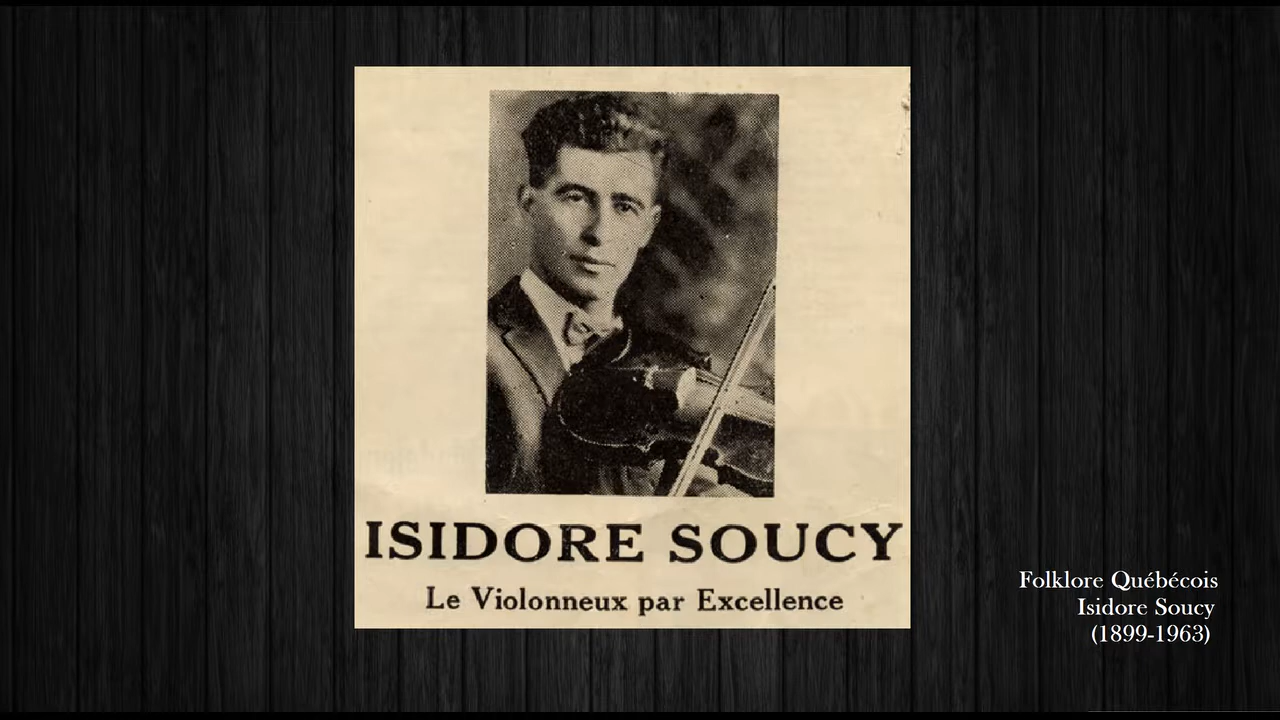 ISIDORE SOUCY
Le Violonneux par Excellence
Folklore Québécois
Isidore Soucy
(1899-1963)